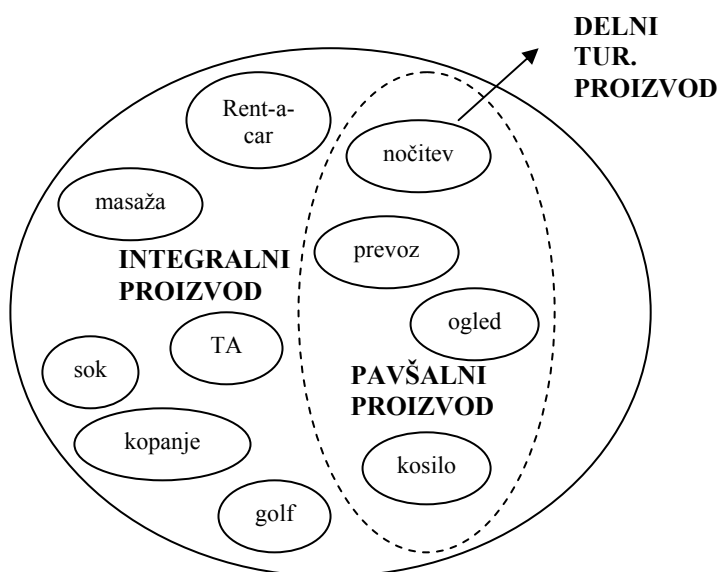 DELNI
TUR.
PROIZVOD
Rent-a-
car
nočitev
masaža
prevoz
INTEGRALNI
PROIZVOD
ogled
TA
sok
PAVŠALNI
PROIZVOD
kopanje
kosilo
golf